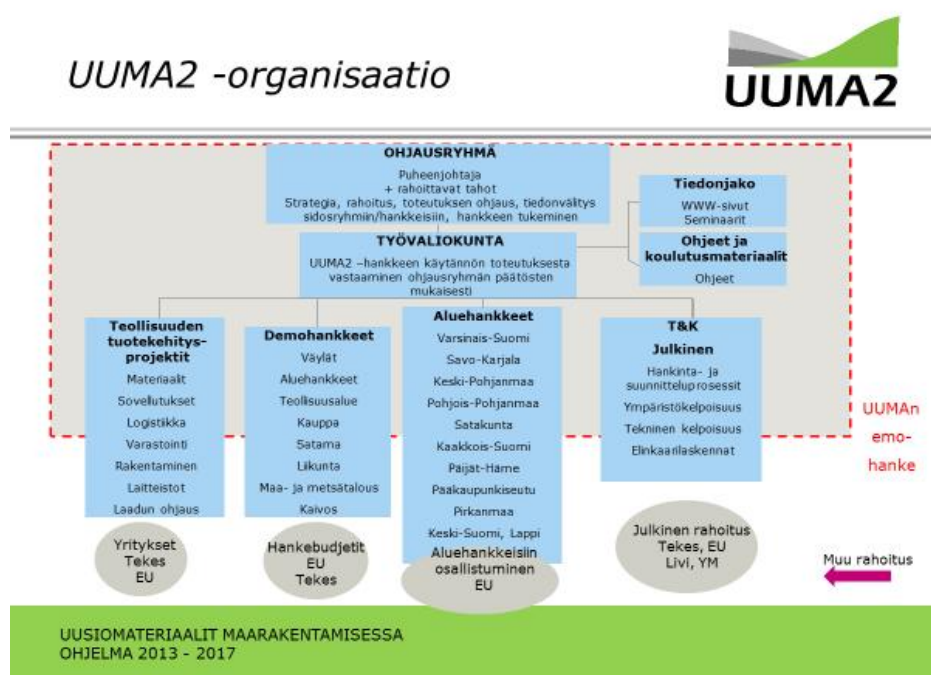 UUMA2 -organisaatio
UUMA2
OHJAUSRYHMÄ
Puheenjohtaja
+ rahoittavat tahot
Strategia, rahoitus, toteutuksen ohjaus, tiedonvälitys
sidosryhmiin/hankkeisiin, hankkeen tukeminen
Tiedonjako
WWW-sivut
Seminaarit
TYÖVALIOKUNTA
UUMA2 –hankkeen käytännön toteutuksesta
vastaaminen ohjausryhmän päätösten
mukaisesti
Ohjeet ja
koulutusmateriaalit
Ohjeet
Teollisuuden
tuotekehitys-
projektit
Materiaalit
Sovellutukset
Logistiikka
Varastointi
Rakentaminen
Laitteistot
Laadun ohjaus
Yritykset
Tekes
EU
Demohankkeet
Väylät
Aluehankkeet
Teollisuusalue
Kauppa
Satama
Liikunta
Maa- ja metsätalous
Kaivos
Hankebudjetit
EU
Tekes
Aluehankkeet
Varsinais-Suomi
Savo-Karjala
Keski-Pohjanmaa
Pohjois-Pohjanmaa
Satakunta
Kaakkois-Suomi
Päijät-Häme
Pääkaupunkiseutu
Pirkanmaa
Keski-Suomi, Lappi
Aluehankkeisiin
osallistuminen
EU
T&K
Julkinen
Hankinta- ja
suunnitteluprosessit
Ympäristökelpoisuus
Tekninen kelpoisuus
Elinkaarilaskennat
Julkinen rahoitus
Tekes, EU
Livi, YM
UUMAn
emo-
hanke
Muu rahoitus
UUSIOMATERIAALIT MAARAKENTAMISESSA
OHJELMA 2013 - 2017